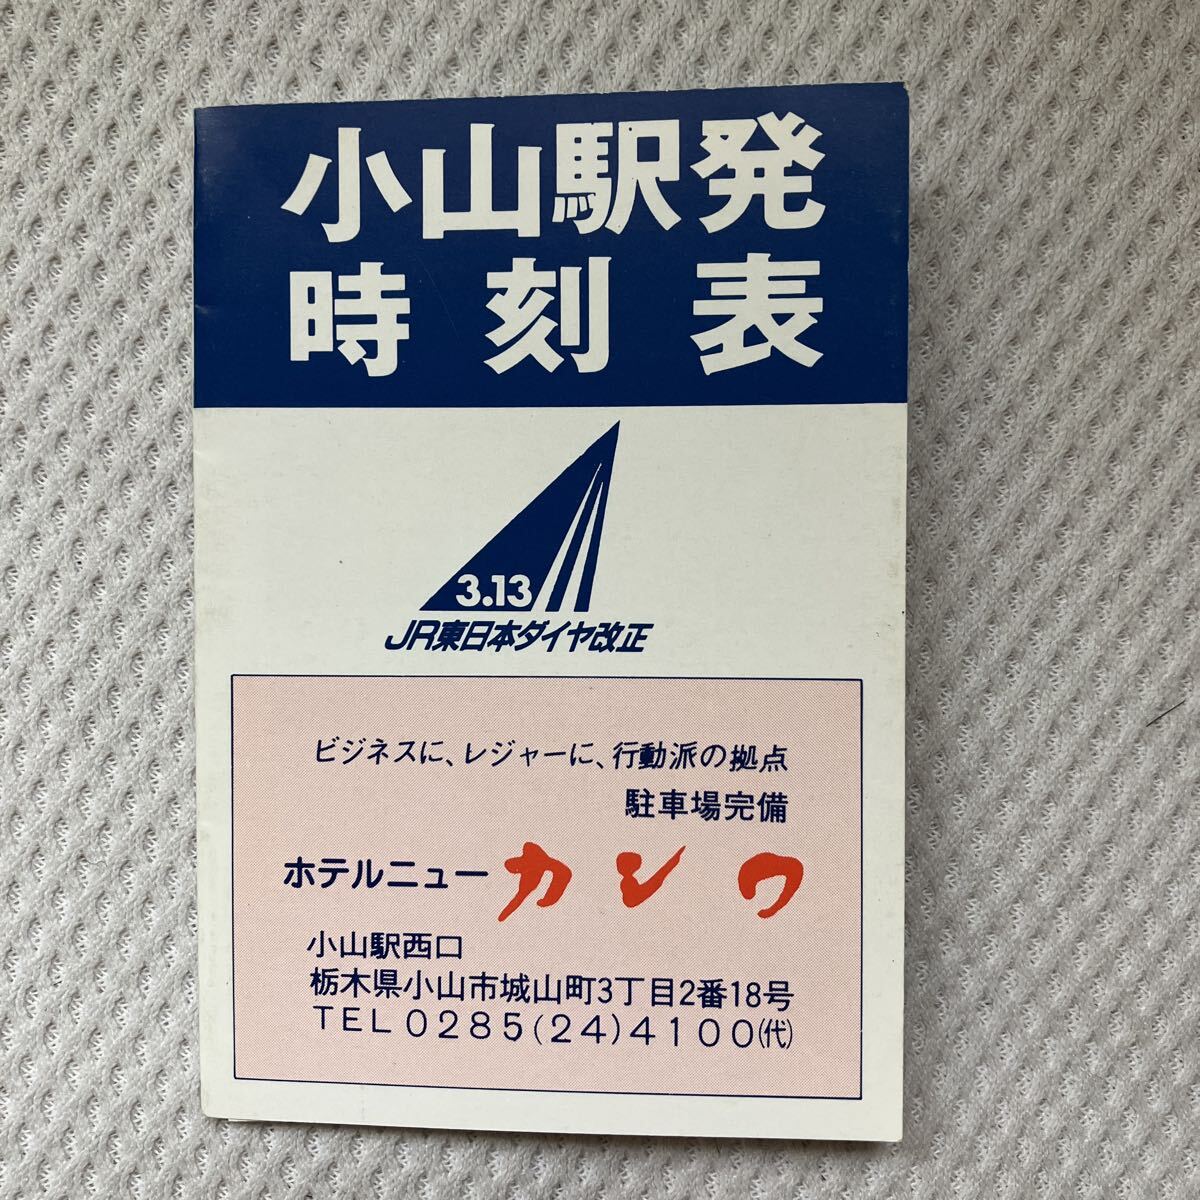 小山駅発
時刻表
3.13
JR東日本ダイヤ改正
ビジネスに、レジャーに、行動派の拠点
駐車場完備
ホテルニューカシワ
小山駅西口
栃木県小山市城山町3丁目2番18号
TEL0285(24)4100(代)